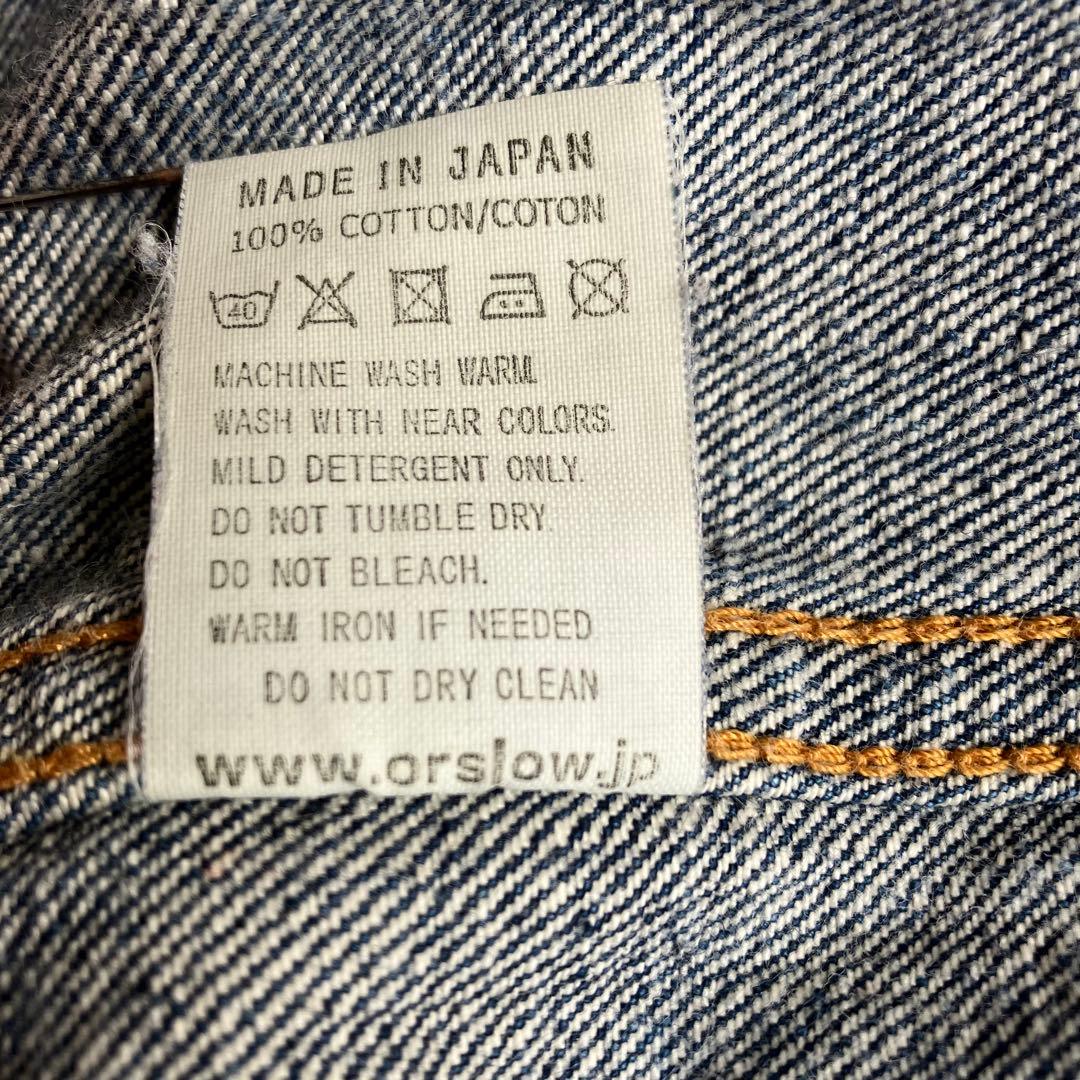 MADE IN JAPAN
100% COTTON/COTON
40
MACHINE WASH WARM.
WASH WITH NEAR COLORS.
MILD DETERGENT ONLY.
DO NOT TUMBLE DRY.
DO NOT BLEACH.
WARM IRON IF NEEDED
DO NOT DRY CLEAN
www.orslow.jp